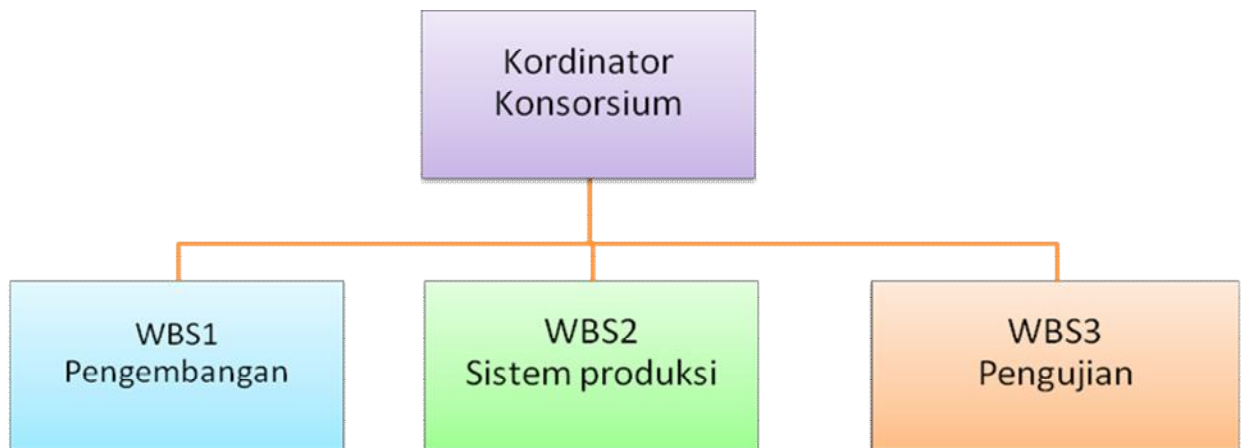 Kordinator
Konsorsium
WBS1
Pengembangan
WBS2
Sistem produksi
WBS3
Pengujian